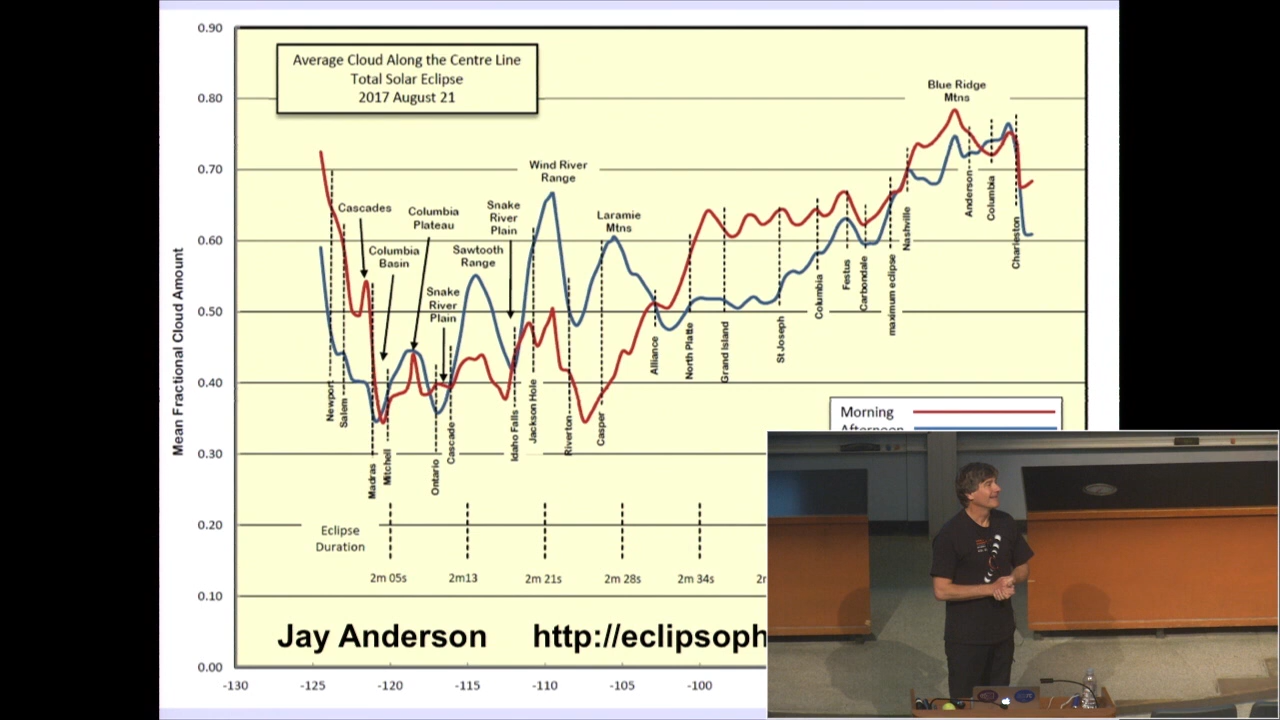 Average Cloud Along the Centre Line
Total Solar Eclipse
2017 August 21
Mean Fractional Cloud Amount
0.90
0.80
0.70
0.60
0.50
0.40
0.30
0.20
0.10
0.00
Blue Ridge
Mtns
Wind River
Range
Cascades
Columbia
Plateau
Snake
River
Plain
Laramie
Mtns
Columbia
Basin
Sawtooth
Range
Snake
River
Plain
Newport
Salem
Madras
Mitchell
Ontario
Cascade
Idaho Falls
Jackson Hole
Riverton
Casper
Alliance
North Platte
Grand Island
St Joseph
Columbia
Festus
Carbondale
maximum eclipse
Nashville
Anderson
Columbia
Charleston
Morning
Eclipse
Duration
2m 05s
2m13
2m 21s
2m 28s
2m 34s
Jay Anderson http://eclipsoph
-130
-125
-120
-115
-110
-105
-100